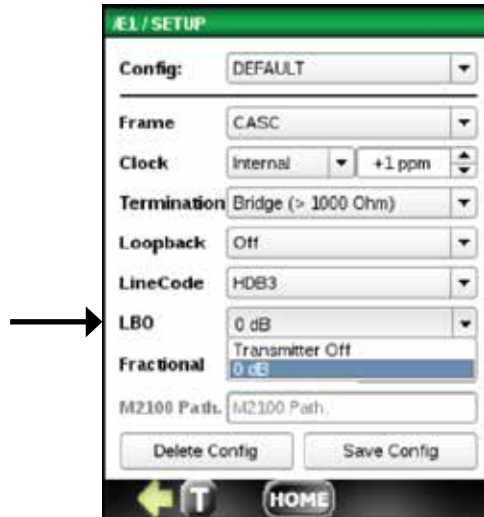 Æ1 / SETUP
Config: DEFAULT
Frame CASC
Clock Internal +1 ppm
Termination Bridge (> 1000 Ohm)
Loopback Off
LineCode HDB3
LBO 0 dB
Transmitter Off
Fractional 0 dB
M2100 Path. M2100 Path.
Delete Config Save Config
T HOME